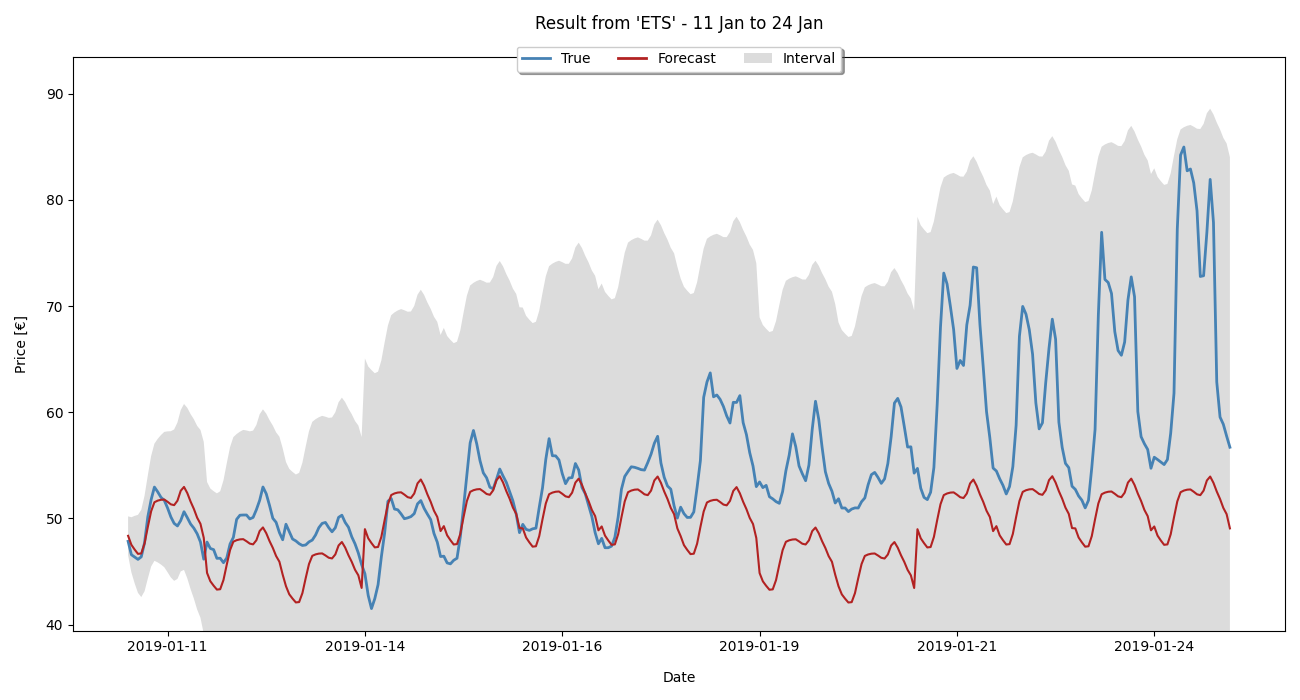 Result from 'ETS' - 11 Jan to 24 Jan
True Forecast Interval
90
80
70
60
50
40
Price [€]
2019-01-11 2019-01-14 2019-01-16 2019-01-19 2019-01-21 2019-01-24
Date